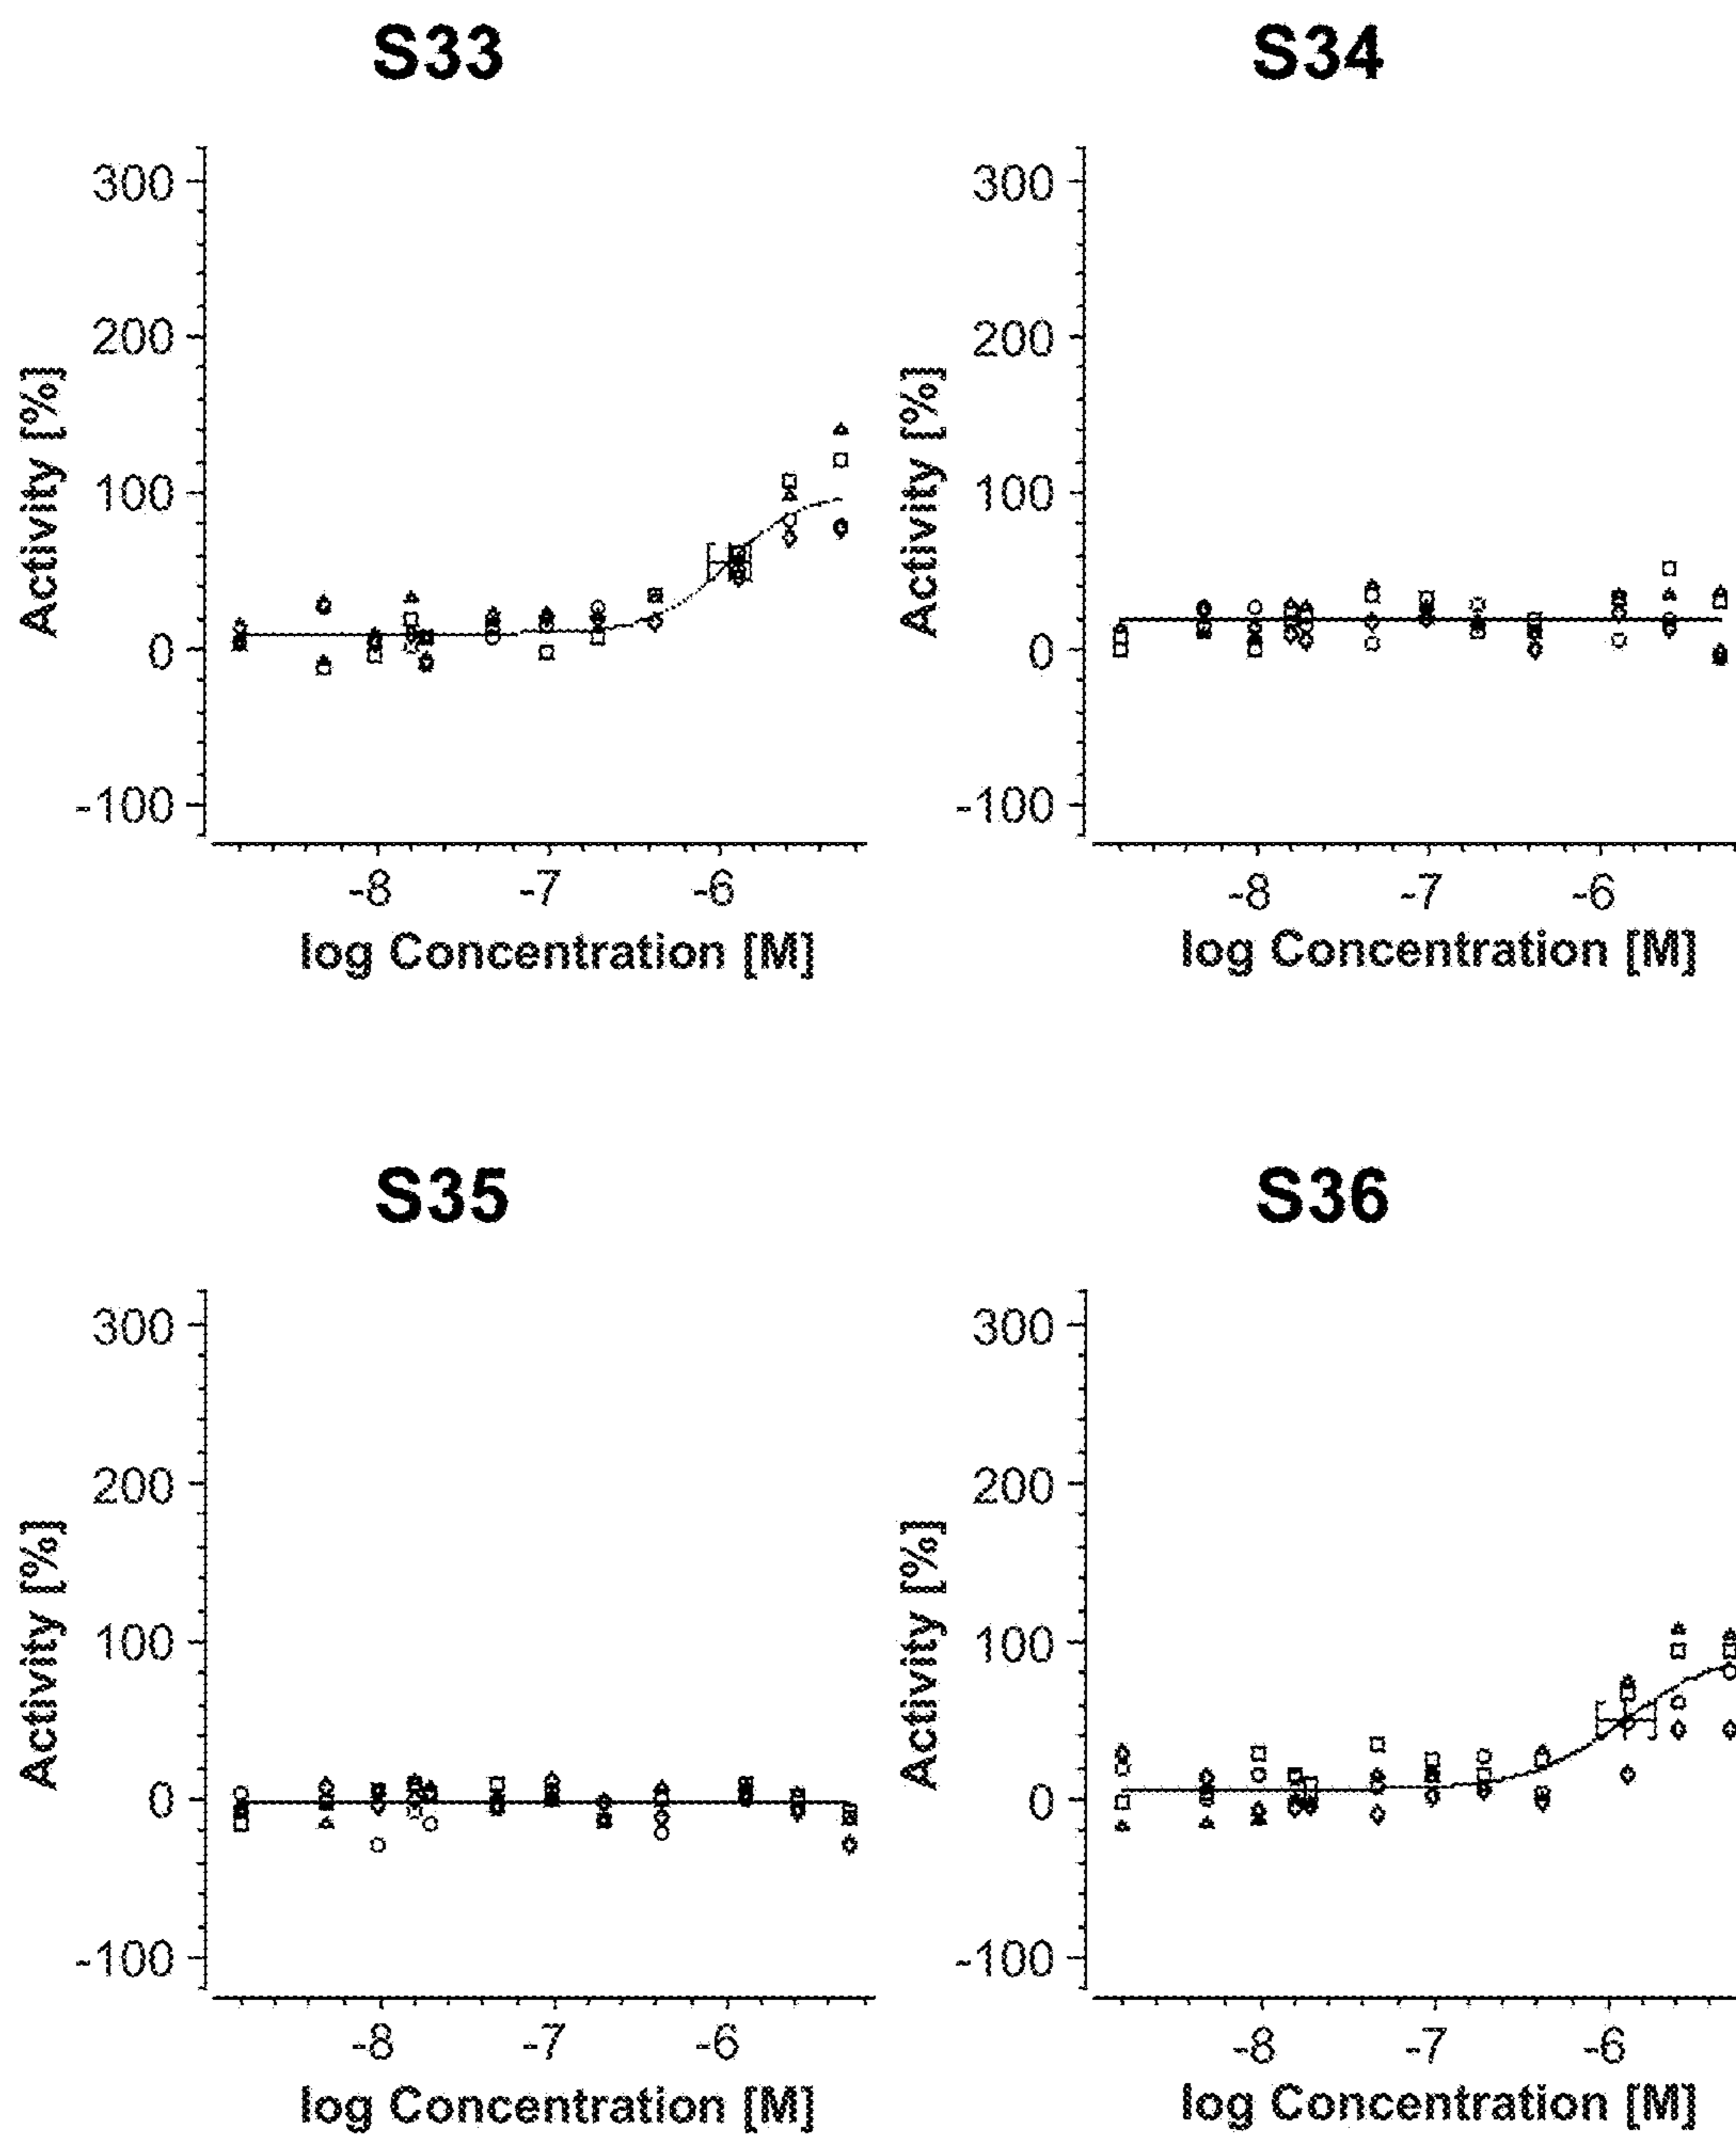 S33 S34
300 300
200 200
100 100
0 0
-100 -100
Activity [%] Activity [%]
-8 -7 -6 -8 -7 -6
log Concentration [M] log Concentration [M]
S35 S36
300 300
200 200
100 100
0 0
-100 -100
Activity [%] Activity [%]
-8 -7 -6 -8 -7 -6
log Concentration [M] log Concentration [M]